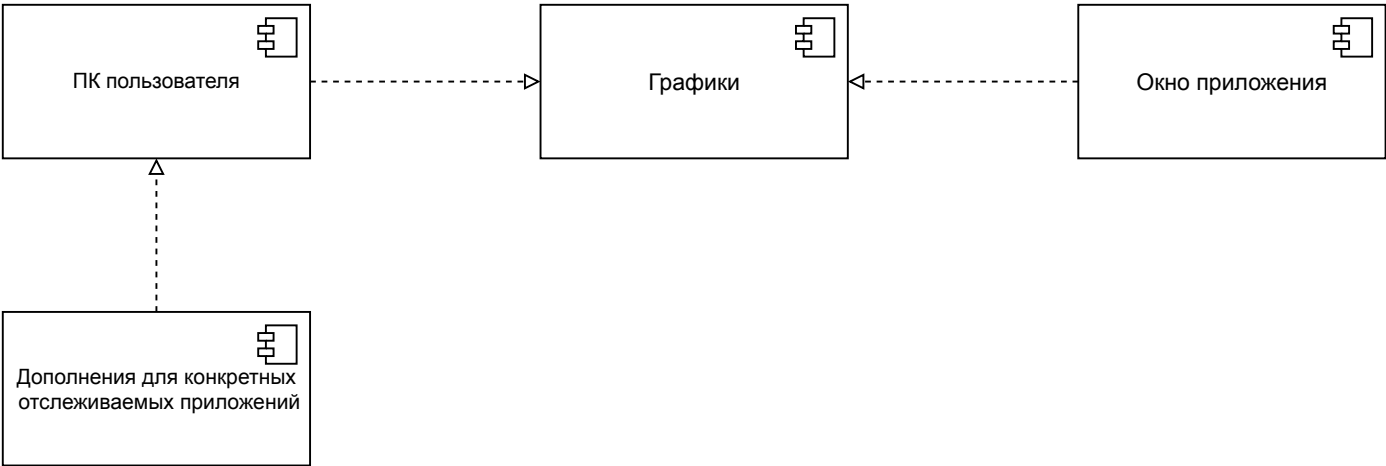 ПК пользователя
Графики
Окно приложения
Дополнения для конкретных
отслеживаемых приложений